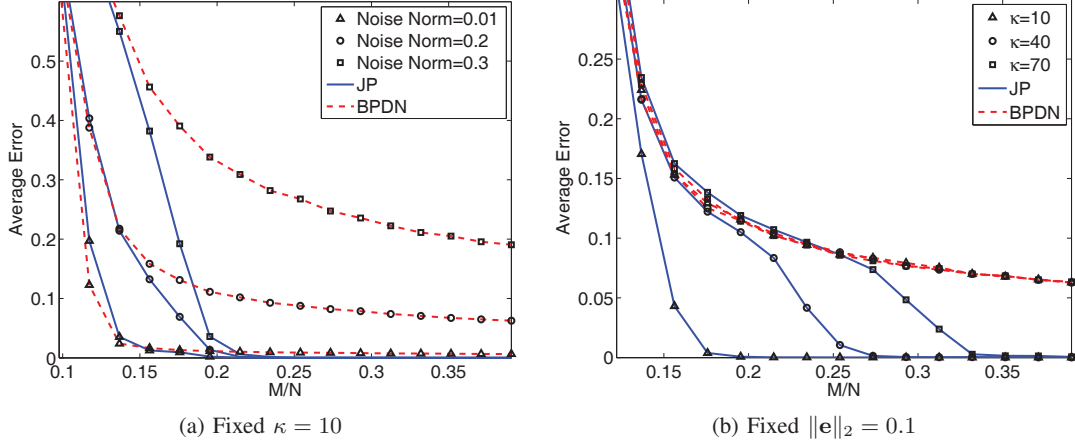 0.5
0.4
0.3
0.2
0.1
0
Average Error
0.1 0.15 0.2 0.25 0.3 0.35
M/N
Noise Norm=0.01
Noise Norm=0.2
Noise Norm=0.3
JP
BPDN
(a) Fixed κ = 10
0.25
0.2
0.15
0.1
0.05
0
Average Error
0.15 0.2 0.25 0.3 0.35
M/N
κ=10
κ=40
κ=70
JP
BPDN
(b) Fixed ‖e‖₂ = 0.1